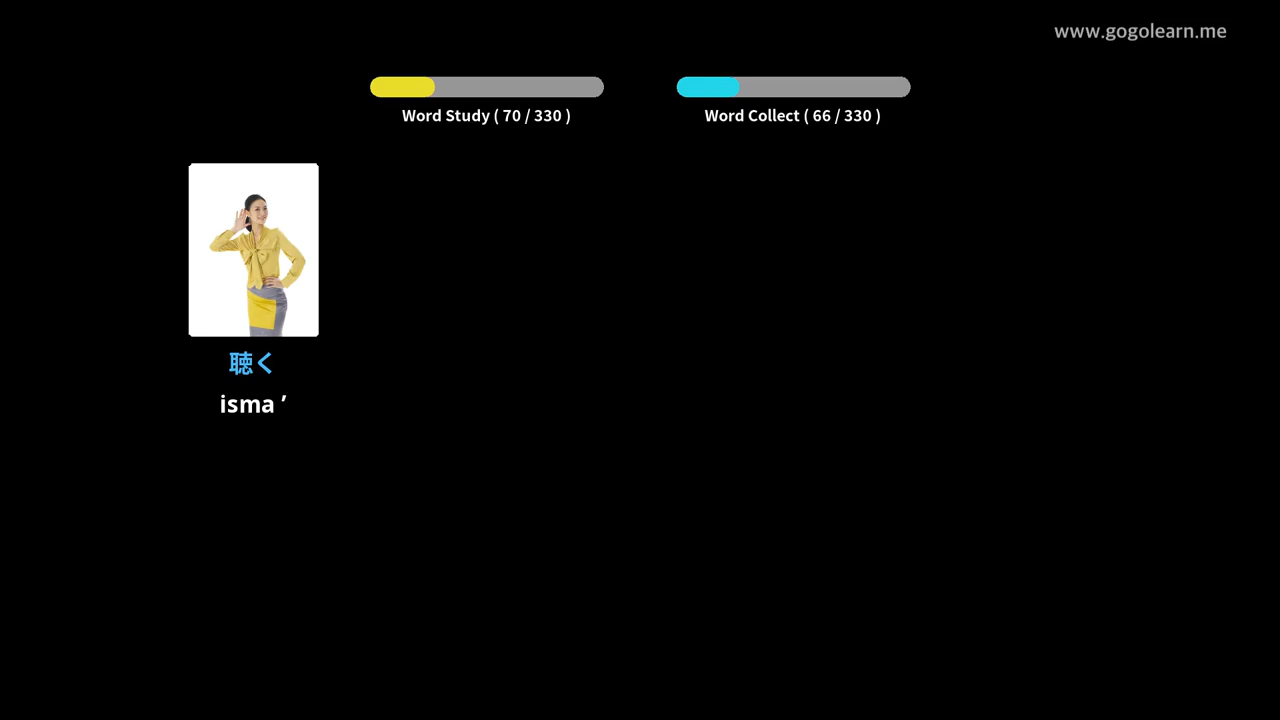 www.gogolearn.me
Word Study ( 70 / 330 )
Word Collect ( 66 / 330 )
聴く
isma ’